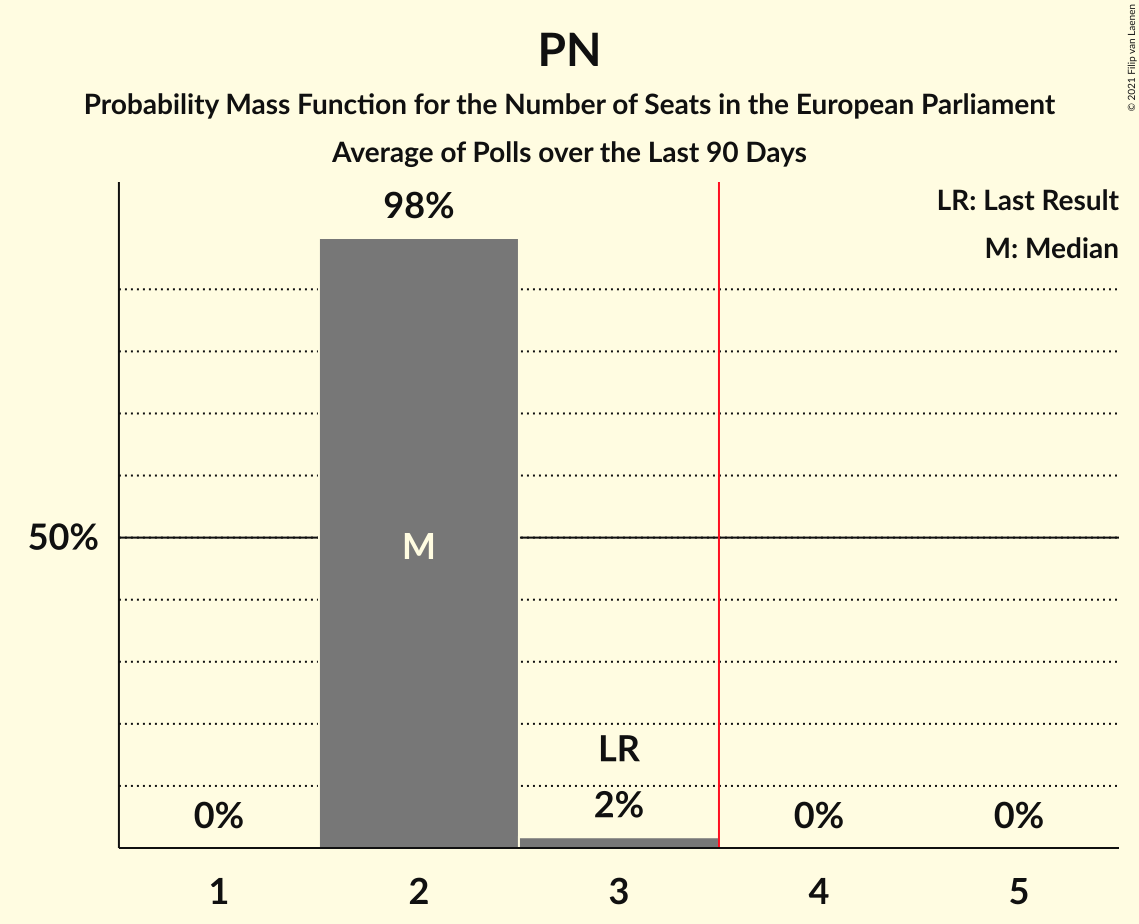 PN
Probability Mass Function for the Number of Seats in the European Parliament
Average of Polls over the Last 90 Days
© 2021 Filip van Laenen
LR: Last Result
M: Median
98%
50%
M
LR
0%
2%
0%
0%
1
2
3
4
5